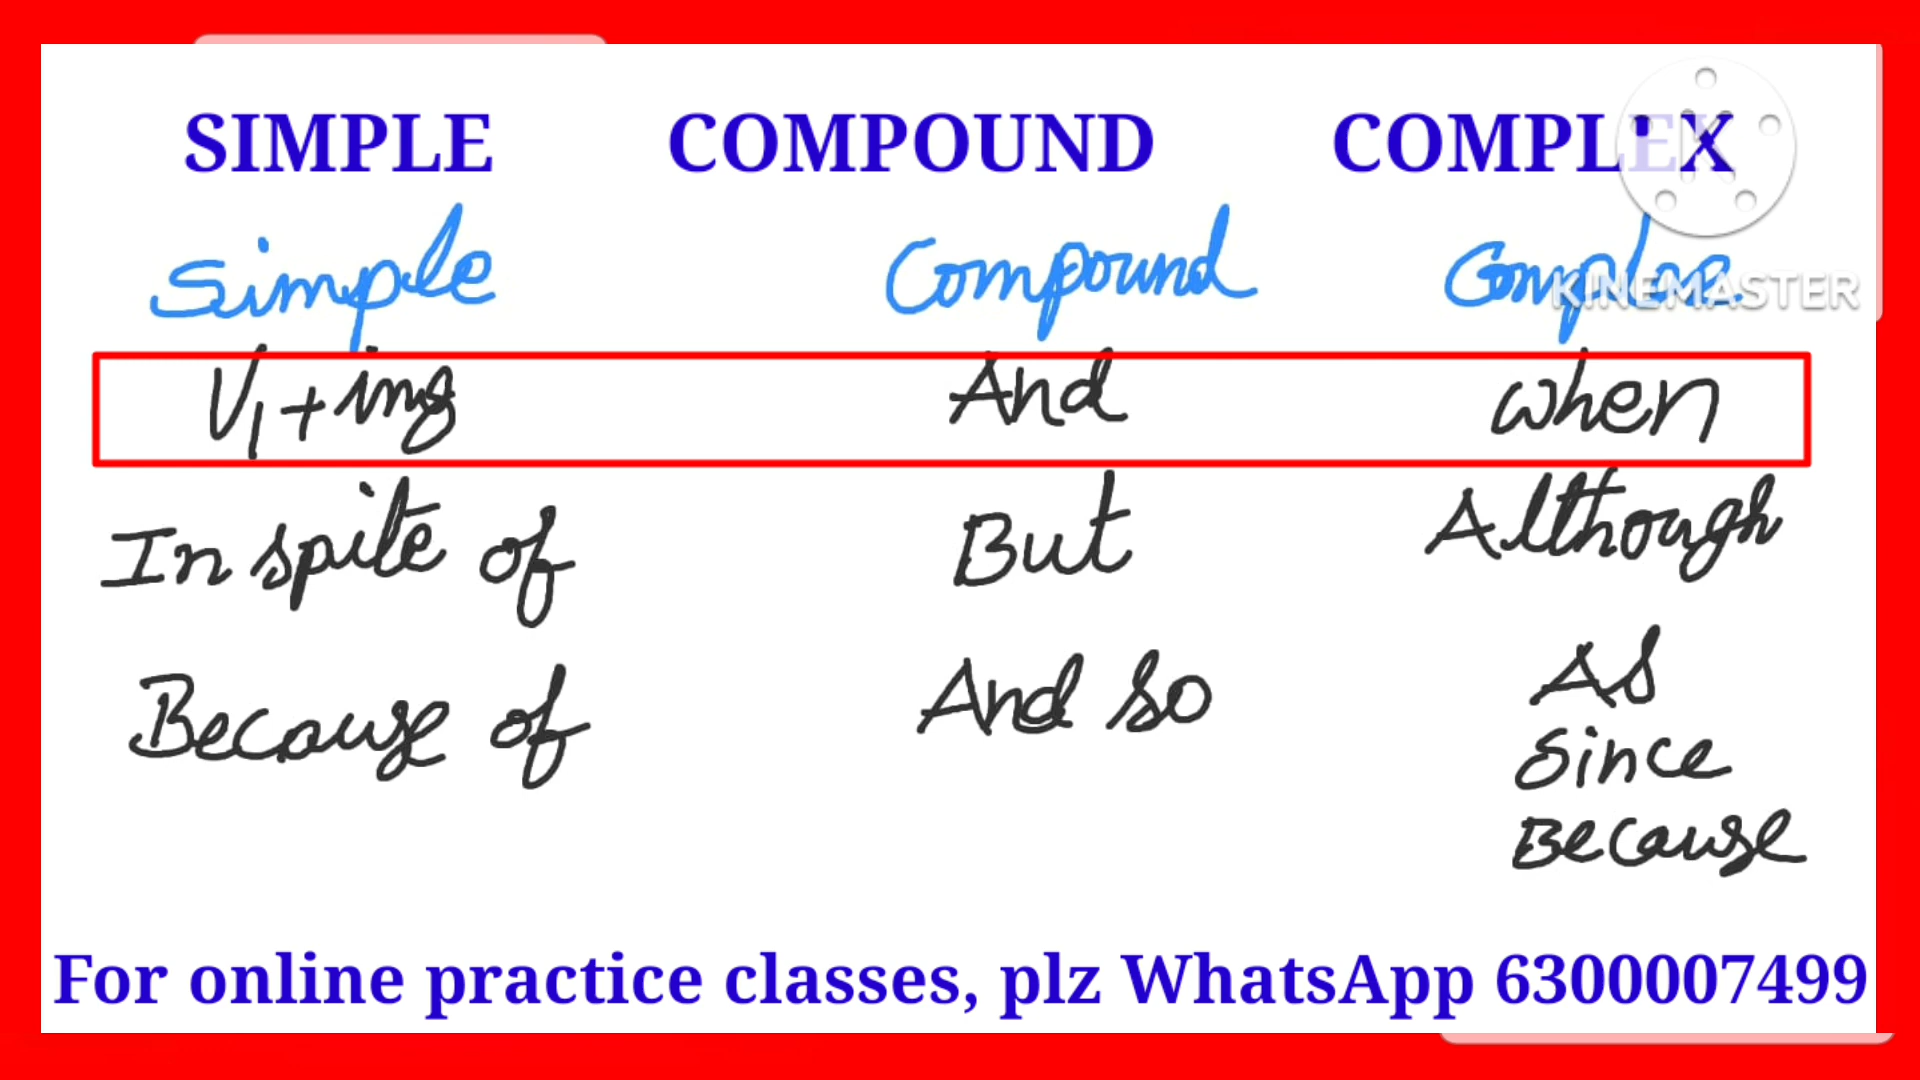 SIMPLE COMPOUND COMPLEX
Simple Compound Complex
KINEMASTER
V1+ing And when
In spite of But Although
Because of And so As
Since
Because
For online practice classes, plz WhatsApp 6300007499